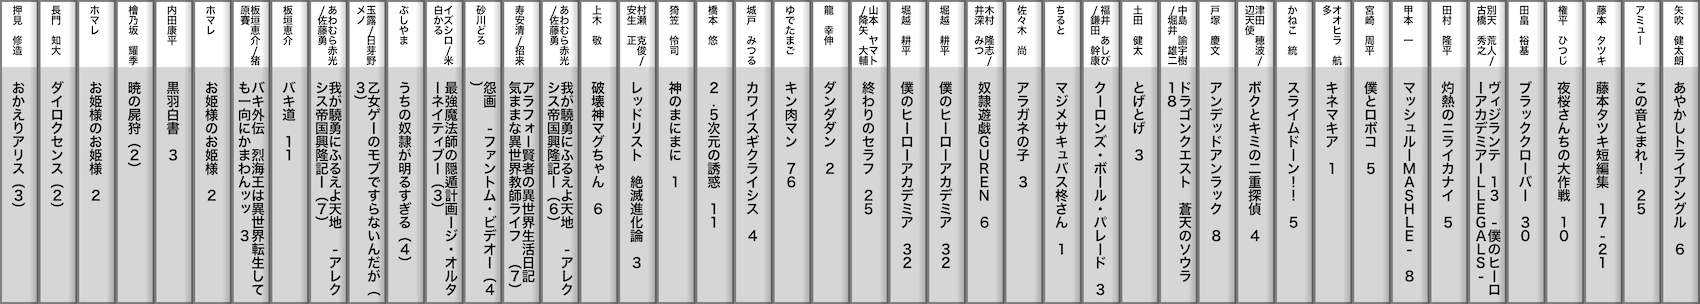 矢吹　健太朗
あやかしトライアングル　6
アミュー
この音とまれ！　25
藤本　タツキ
藤本タツキ短編集　17-21
権平　ひつじ
夜桜さんちの大作戦　10
田畠　裕基
ブラッククローバー　30
別天　荒人/
古橋　秀之/
ヴィジランテ　13　-僕のヒーロ
ーアカデミアILLEGALS-
田村　隆平
灼熱のニライカナイ　5
甲本　一
マッシュル－MASHLE-　8
宮崎　周平
僕とロボコ　5
オオヒラ　航
多
キネマキア　1
かねこ　統
スライムドーン！！　5
津田　穂波/
辺天使
ボクとキミの二重探偵　4
戸塚　慶文
アンデッドアンラック　8
中島　諭宇樹
/堀井　雄二
ドラゴンクエスト　蒼天のソウラ
18
土田　健太
とげとげ　3
福井　あしび
/鎌田　幹康
クーロンズ・ボール・パレード　3
ちると
マジメサキュバス柊さん　1
佐々木　尚
アラガネの子　3
木村　隆志/
井深　みつ
奴隷遊戯GUREN　6
堀越　耕平
僕のヒーローアカデミア　32
堀越　耕平
僕のヒーローアカデミア　32
山本　ヤマト
/降矢　大輔
終わりのセラフ　25
龍　幸伸
ダンダダン　2
ゆでたまご
キン肉マン　76
城戸　みつる
カワイスギクライシス　4
橋本　悠
2.5次元の誘惑　11
猗笠　怜司
神のまにまに　1
村瀬　克俊/
安生　正
レッドリスト　絶滅進化論　3
上木　敬
破壊神マグちゃん　6
あわむら赤光
/佐藤勇
我が驍勇にふるえよ天地　-アレク
シス帝国興隆記ー（6）
寿安清/招来
アラフォー賢者の異世界生活日記
気ままな異世界教師ライフ　（7）
砂川どろ
怨画　-ファントム・ビデオー（4
）
イズシロ/米
白かる
最強魔法師の隠遁計画ージ・オルタ
ーネイティブー（3）
ぷしやま
うちの奴隷が明るすぎる（4）
玉露/日芽野
メノ
乙女ゲーのモブですらないんだが（
3）
あわむら赤光
/佐藤勇
我が驍勇にふるえよ天地　-アレク
シス帝国興隆記ー（7）
板垣恵介
バキ道　11
板垣恵介/猪
原賽
バキ外伝　烈海王は異世界転生して
も一向にかまわんッッ　3
ホマレ
お姫様のお姫様　2
内田康平
黒羽白書　3
檜乃坂　耀季
暁の屍狩（2）
ホマレ
お姫様のお姫様　2
長門　知大
ダイロクセンス（2）
押見　修造
おかえりアリス（3）